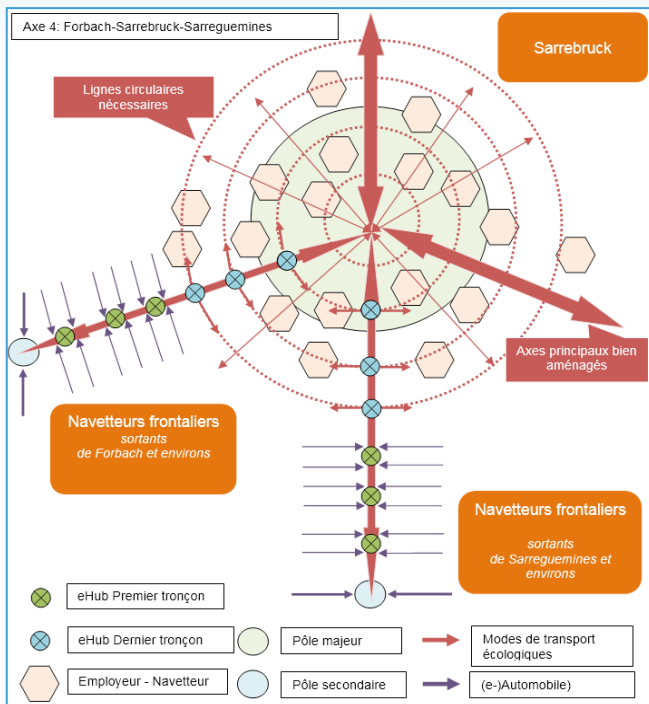 Axe 4: Forbach-Sarrebruck-Sarreguemines
Sarrebruck
Lignes circulaires
nécessaires
Axes principaux bien
aménagés
Navetteurs frontaliers
sortants
de Forbach et environs
Navetteurs frontaliers
sortants
de Sarreguemines et
environs
eHub Premier tronçon
eHub Dernier tronçon
Pôle majeur
Modes de transport
écologiques
Employeur - Navetteur
Pôle secondaire
(e-)Automobile)